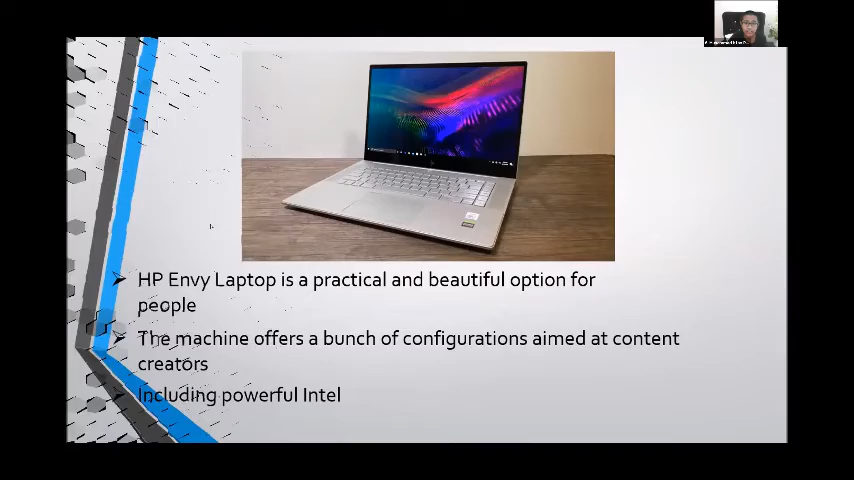 HP Envy Laptop is a practical and beautiful option for
people
The machine offers a bunch of configurations aimed at content
creators
Including powerful Intel